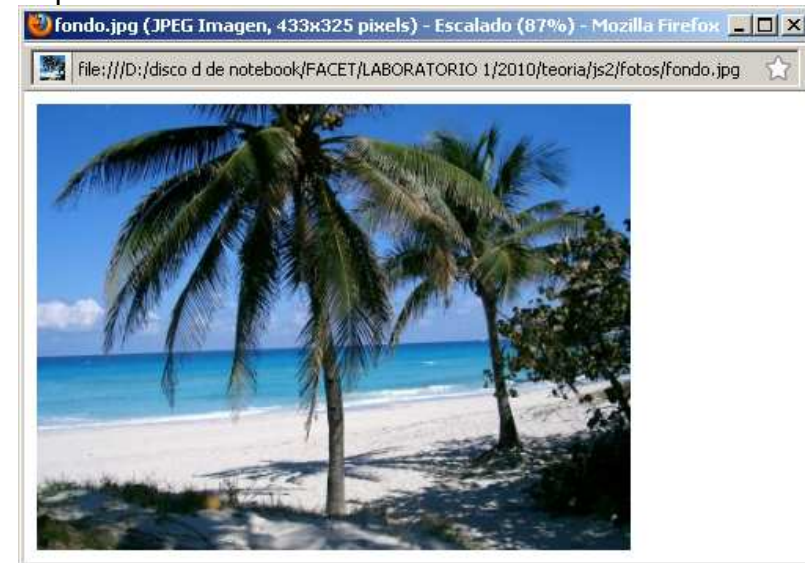 fondo.jpg (JPEG Imagen, 433x325 pixels) - Escalado (87%) - Mozilla Firefox
file:///D:/disco d de notebook/FACET/LABORATORIO 1/2010/teoria/js2/fotos/fondo.jpg